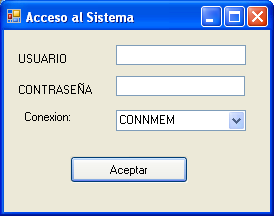 Acceso al Sistema
USUARIO
CONTRASEÑA
Conexion: CONNMEM
Aceptar